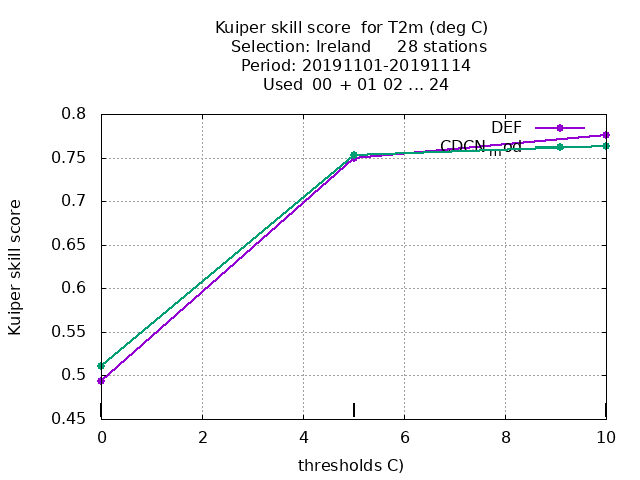 Kuiper skill score  for T2m (deg C)
Selection: Ireland     28 stations
Period: 20191101-20191114
Used  00 + 01 02 ... 24
0.8
0.75
0.7
0.65
0.6
0.55
0.5
0.45
Kuiper skill score
DEF
CDCN_mod
0 2 4 6 8 10
thresholds C)